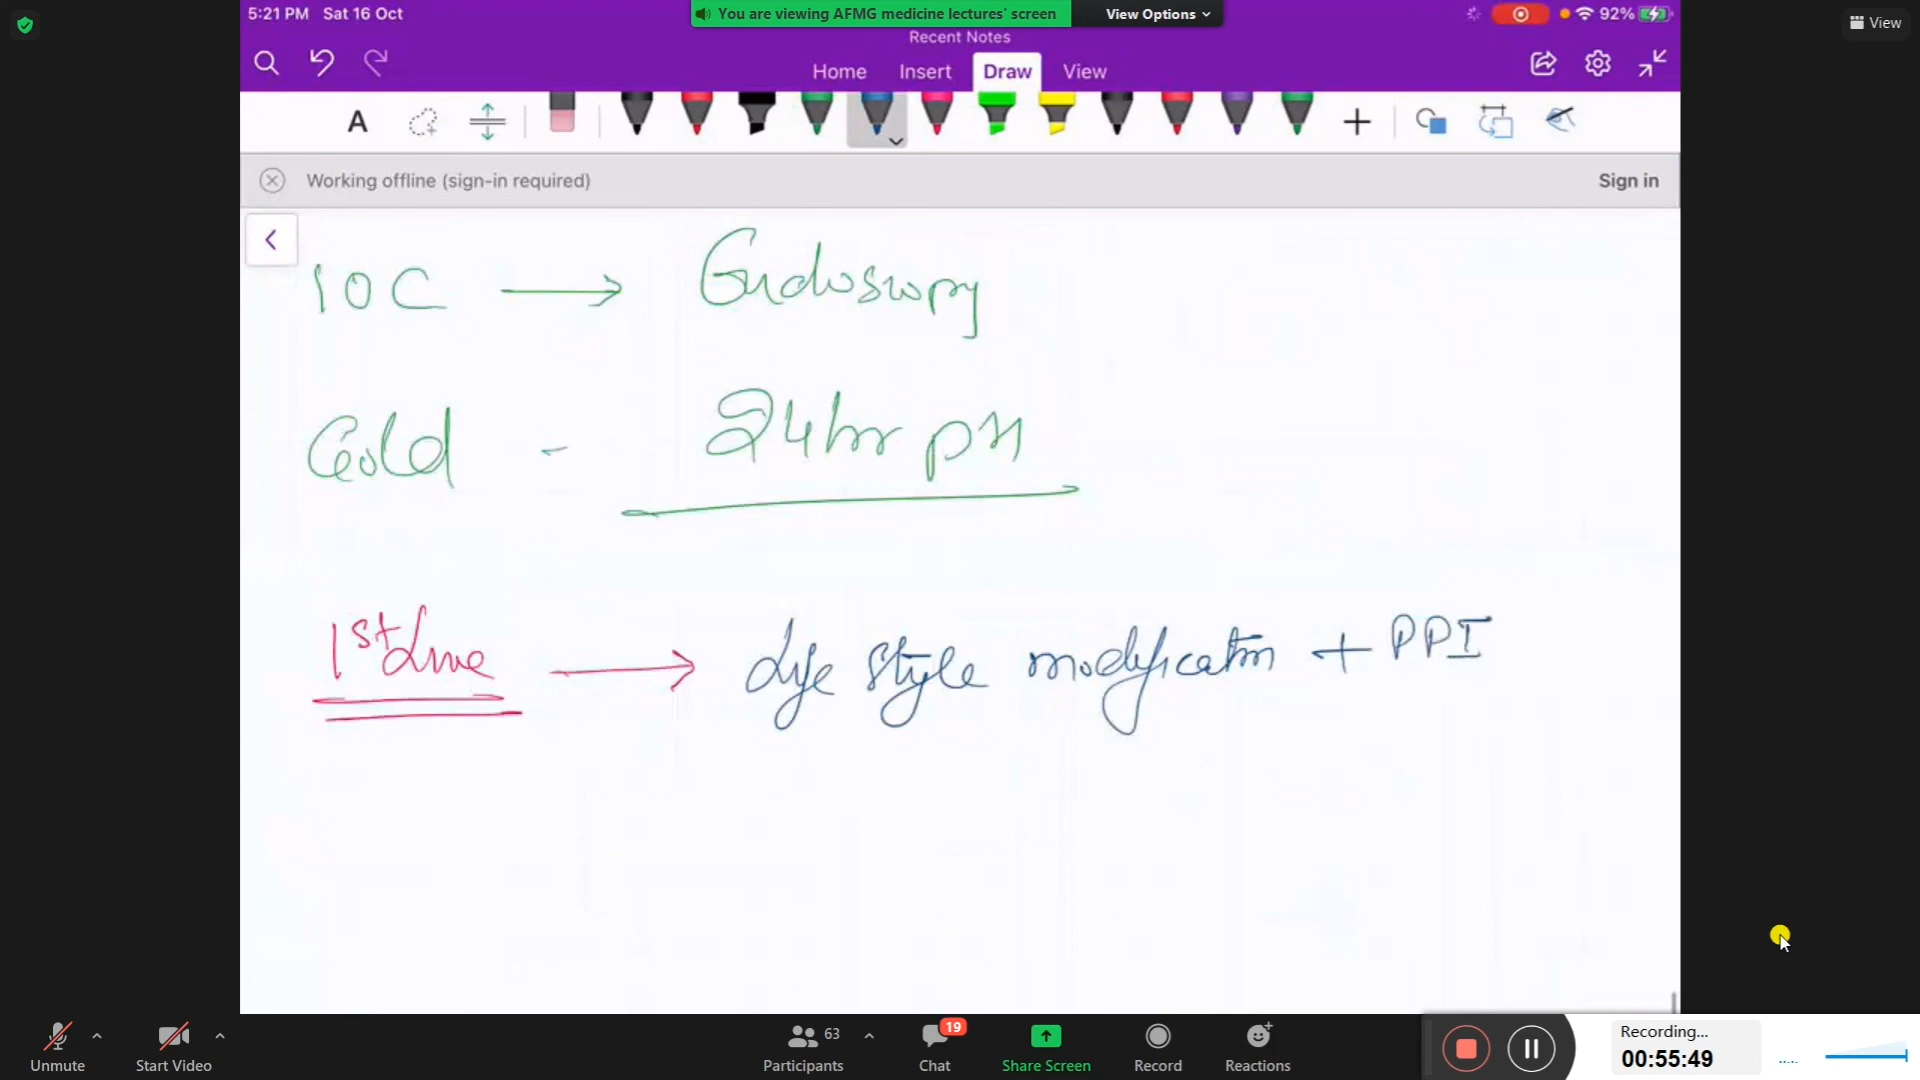 5:21 PM Sat 16 Oct
You are viewing AFMG medicine lectures' screen
View Options
92%
View
Recent Notes
Home Insert Draw View
A
Working offline (sign-in required)
Sign in
IOC → Endoscopy
Gold - 24hr pH
1st Line → Life style modification + PPI
Unmute
Start Video
63
Participants
19
Chat
Share Screen
Record
Reactions
Recording...
00:55:49